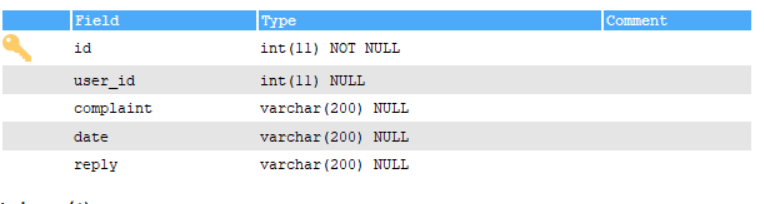 Field Type Comment
id int(11) NOT NULL
user_id int(11) NULL
complaint varchar(200) NULL
date varchar(200) NULL
reply varchar(200) NULL